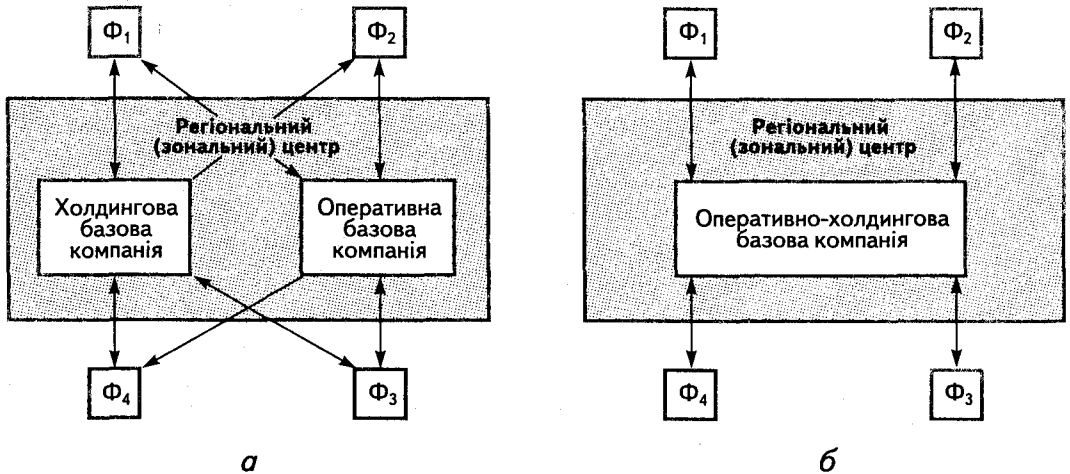 Ф1
Ф2
Регіональний
(зональний) центр
Холдингова
базова
компанія
Оперативна
базова
компанія
Ф4
Ф3
а
Ф1
Ф2
Регіональний
(зональний) центр
Оперативно-холдингова
базова компанія
Ф4
Ф3
б